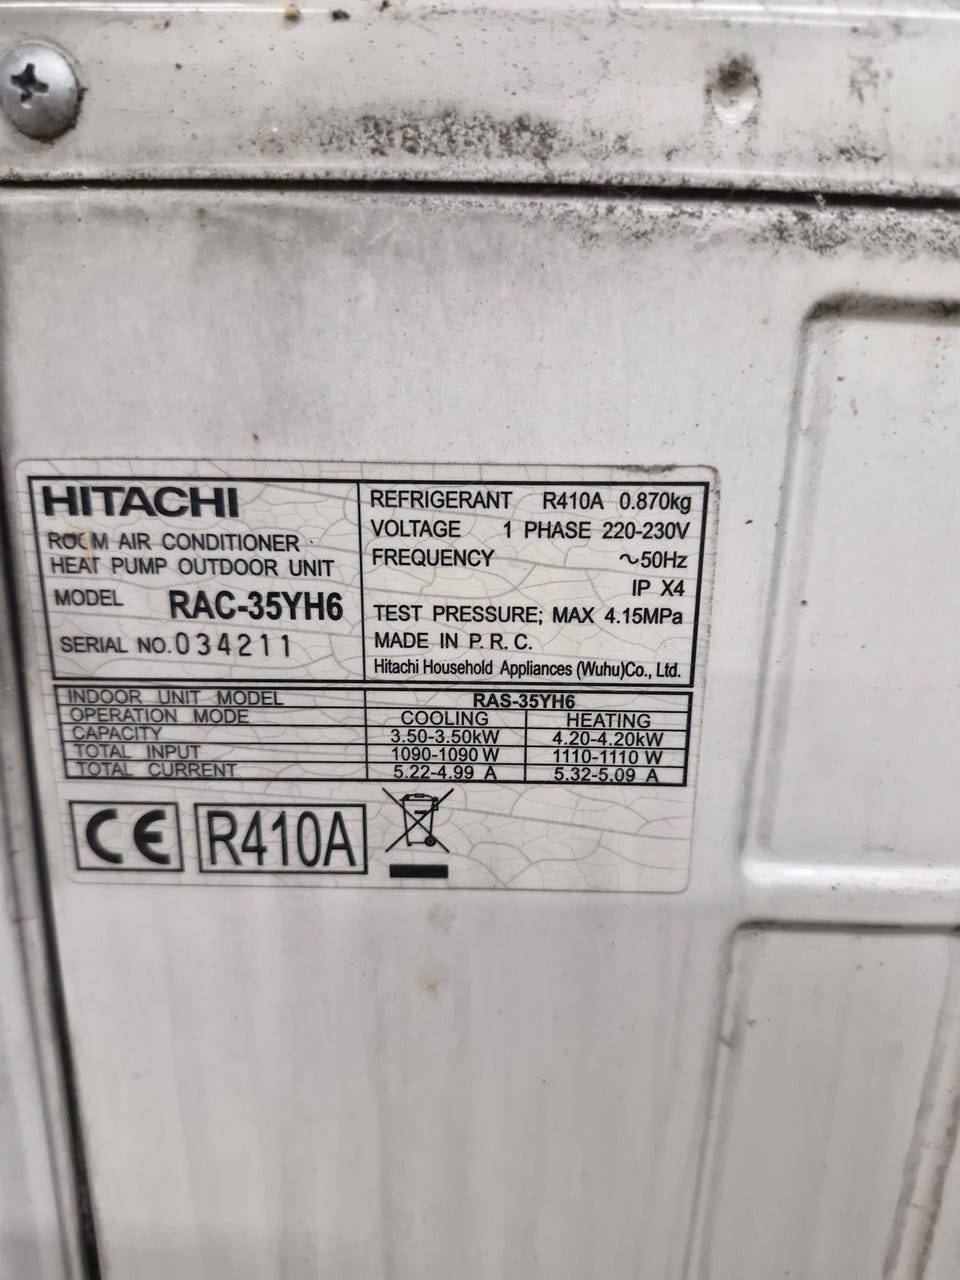 HITACHI
ROOM AIR CONDITIONER
HEAT PUMP OUTDOOR UNIT
MODEL RAC-35YH6
SERIAL NO. 034211
REFRIGERANT R410A 0.870kg
VOLTAGE 1 PHASE 220-230V
FREQUENCY ~50Hz
IP X4
TEST PRESSURE; MAX 4.15MPa
MADE IN P. R. C.
Hitachi Household Appliances (Wuhu)Co., Ltd.
INDOOR UNIT MODEL RAS-35YH6
OPERATION MODE COOLING HEATING
CAPACITY 3.50-3.50kW 4.20-4.20kW
TOTAL INPUT 1090-1090 W 1110-1110 W
TOTAL CURRENT 5.22-4.99 A 5.32-5.09 A
CE R410A